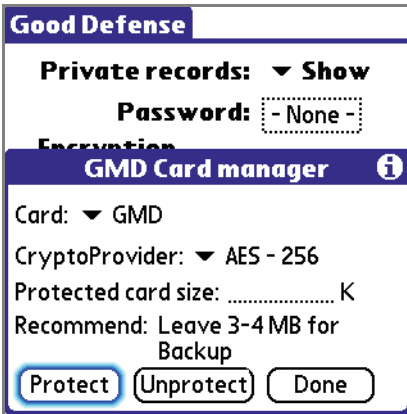 Good Defense
Private records: Show
Password: - None -
Encryption
GMD Card manager i
Card: GMD
CryptoProvider: AES - 256
Protected card size: .................... K
Recommend: Leave 3-4 MB for
Backup
Protect Unprotect Done